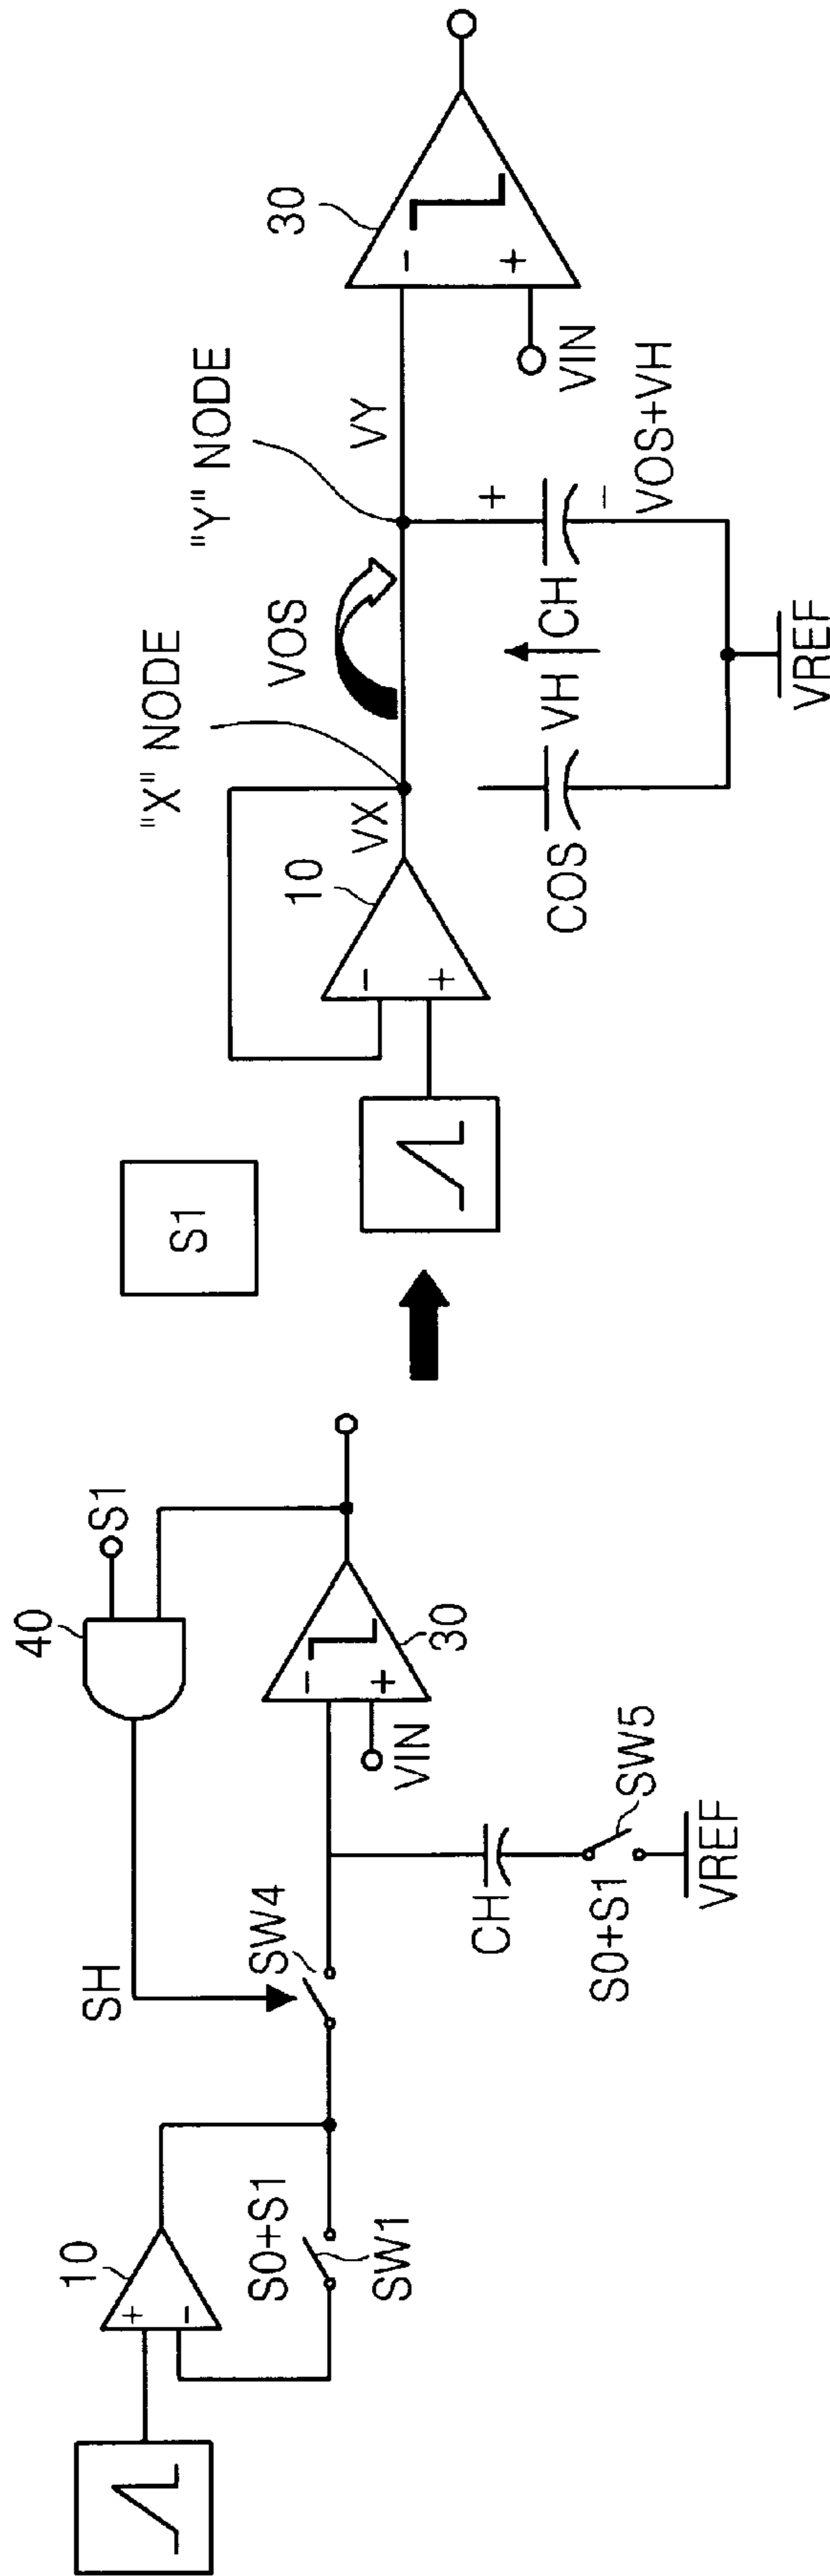 10
+
−
S0+S1
SW1
SH
SW4
40
S1
−
+
30
VIN
CH
S0+S1
SW5
VREF
S1
10
−
+
VX
"X" NODE
VOS
"Y" NODE
VY
30
−
+
VIN
COS
VH
CH
+
−
VOS+VH
VREF